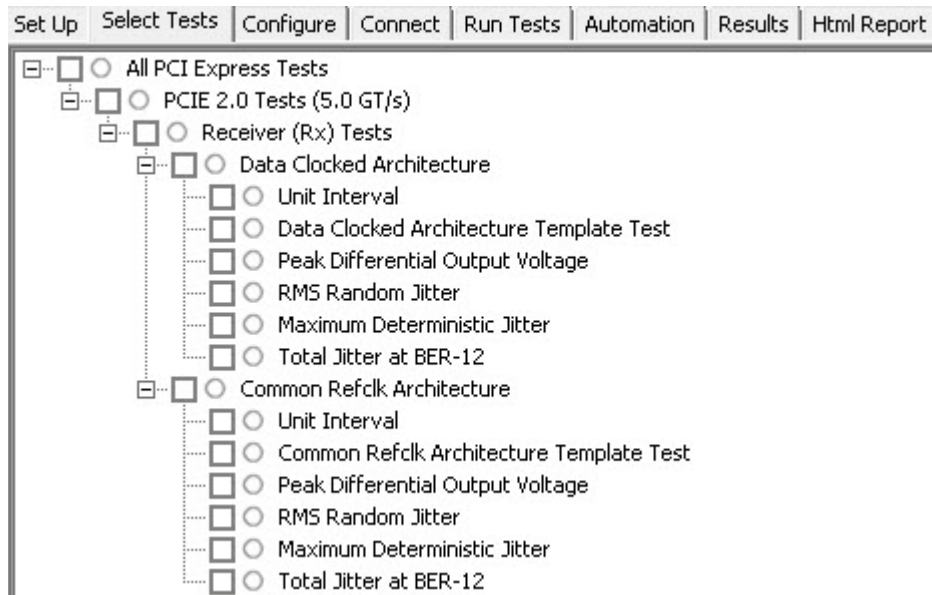 Set Up Select Tests Configure Connect Run Tests Automation Results Html Report
All PCI Express Tests
PCIE 2.0 Tests (5.0 GT/s)
Receiver (Rx) Tests
Data Clocked Architecture
Unit Interval
Data Clocked Architecture Template Test
Peak Differential Output Voltage
RMS Random Jitter
Maximum Deterministic Jitter
Total Jitter at BER-12
Common Refclk Architecture
Unit Interval
Common Refclk Architecture Template Test
Peak Differential Output Voltage
RMS Random Jitter
Maximum Deterministic Jitter
Total Jitter at BER-12